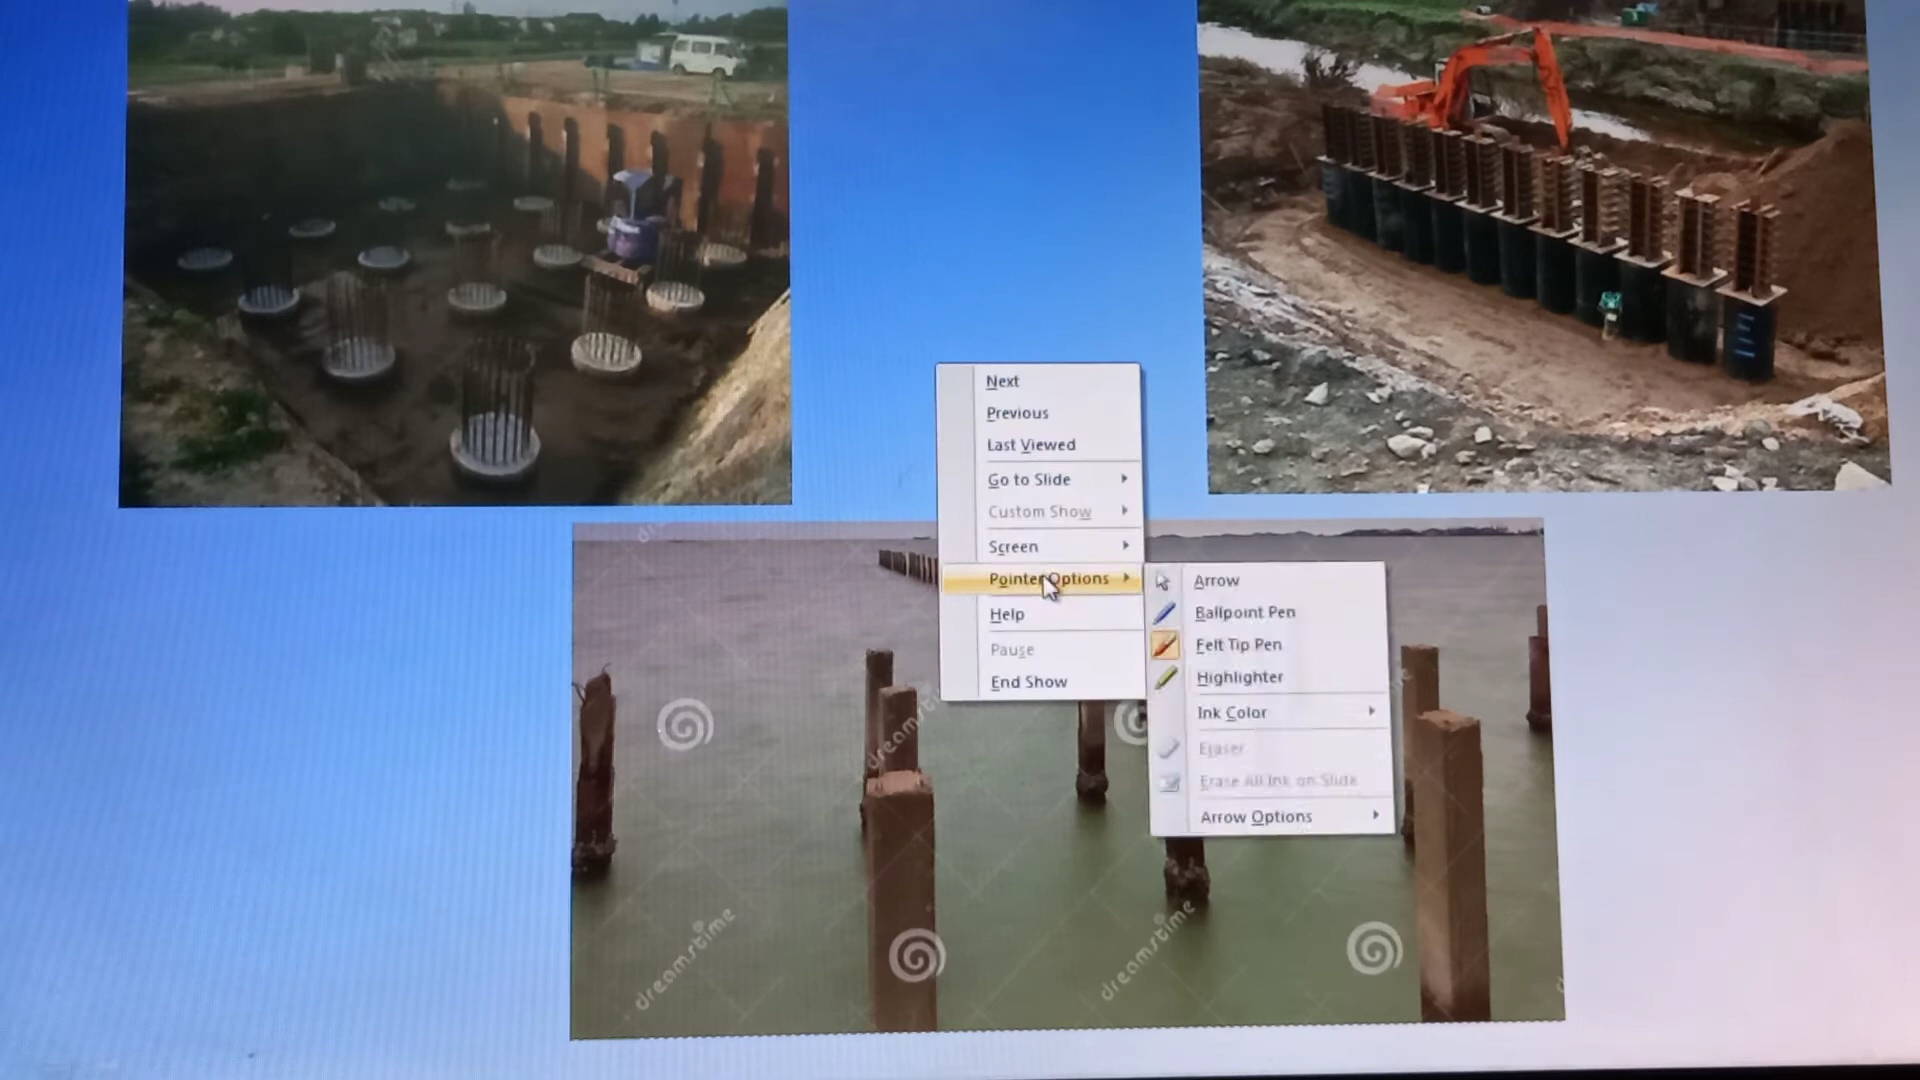 Next
Previous
Last Viewed
Go to Slide
Custom Show
Screen
Pointer Options
Help
Pause
End Show
Arrow
Ballpoint Pen
Felt Tip Pen
Highlighter
Ink Color
Eraser
Erase All Ink on Slide
Arrow Options
dreamstime
dreamstime
dreamstime